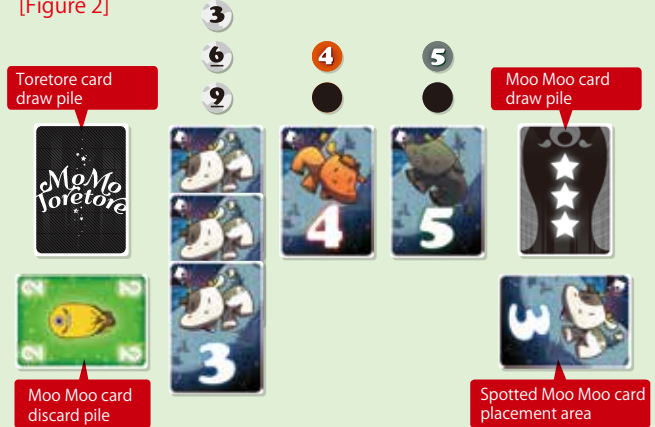 [Figure 2]
3
6
9
4
5
Toretore card
draw pile
Moo Moo card
draw pile
MoMo
Toretore
4
5
3
2
2
2
2
3
Moo Moo card
discard pile
Spotted Moo Moo card
placement area